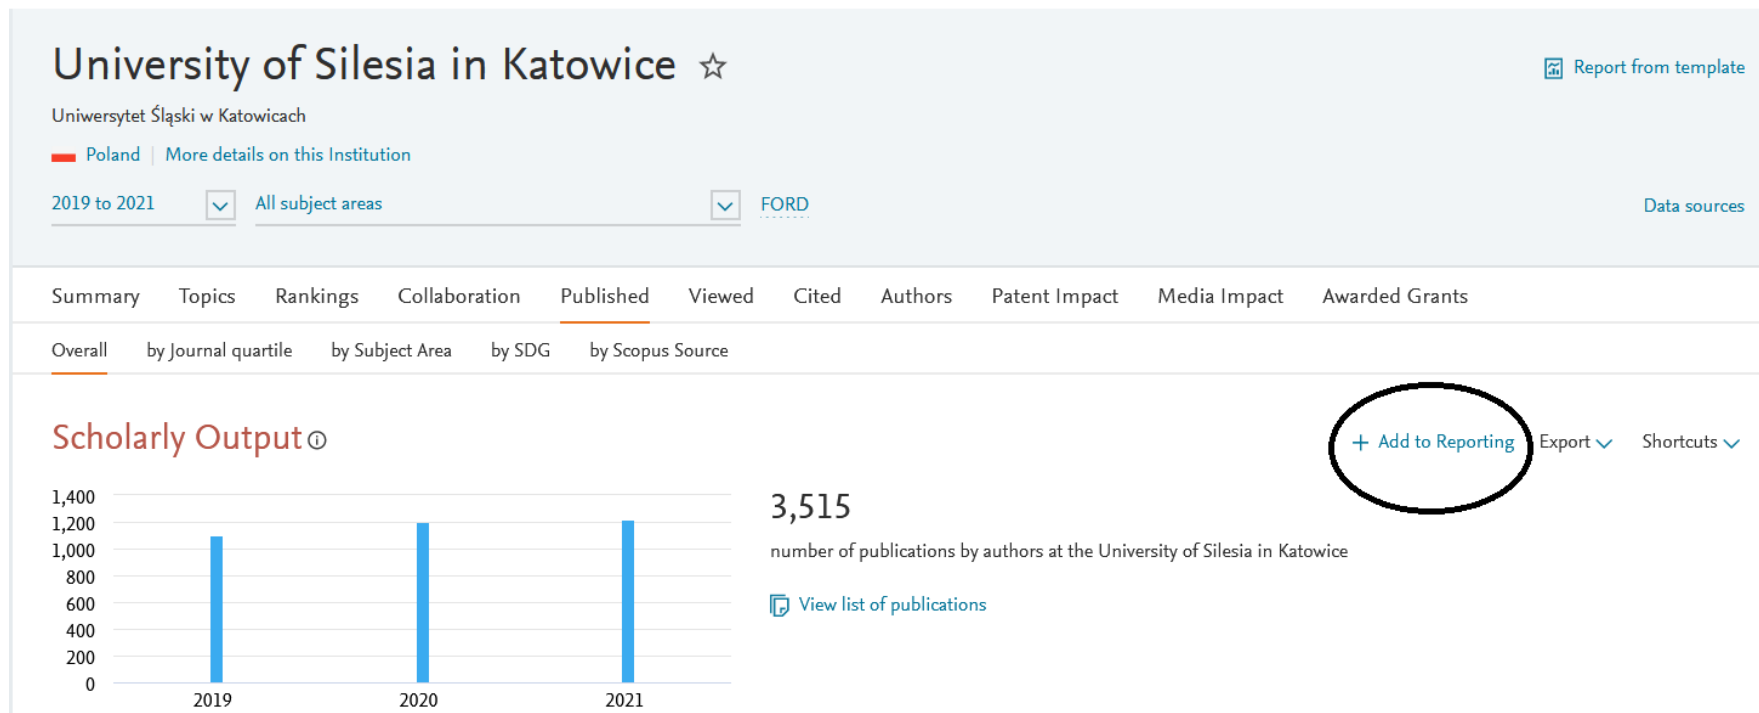 University of Silesia in Katowice
Report from template
Uniwersytet Śląski w Katowicach
Poland More details on this Institution
2019 to 2021 All subject areas FORD Data sources
Summary Topics Rankings Collaboration Published Viewed Cited Authors Patent Impact Media Impact Awarded Grants
Overall by Journal quartile by Subject Area by SDG by Scopus Source
Scholarly Output
+ Add to Reporting Export Shortcuts
1,400
1,200
1,000
800
600
400
200
0
2019 2020 2021
3,515
number of publications by authors at the University of Silesia in Katowice
View list of publications